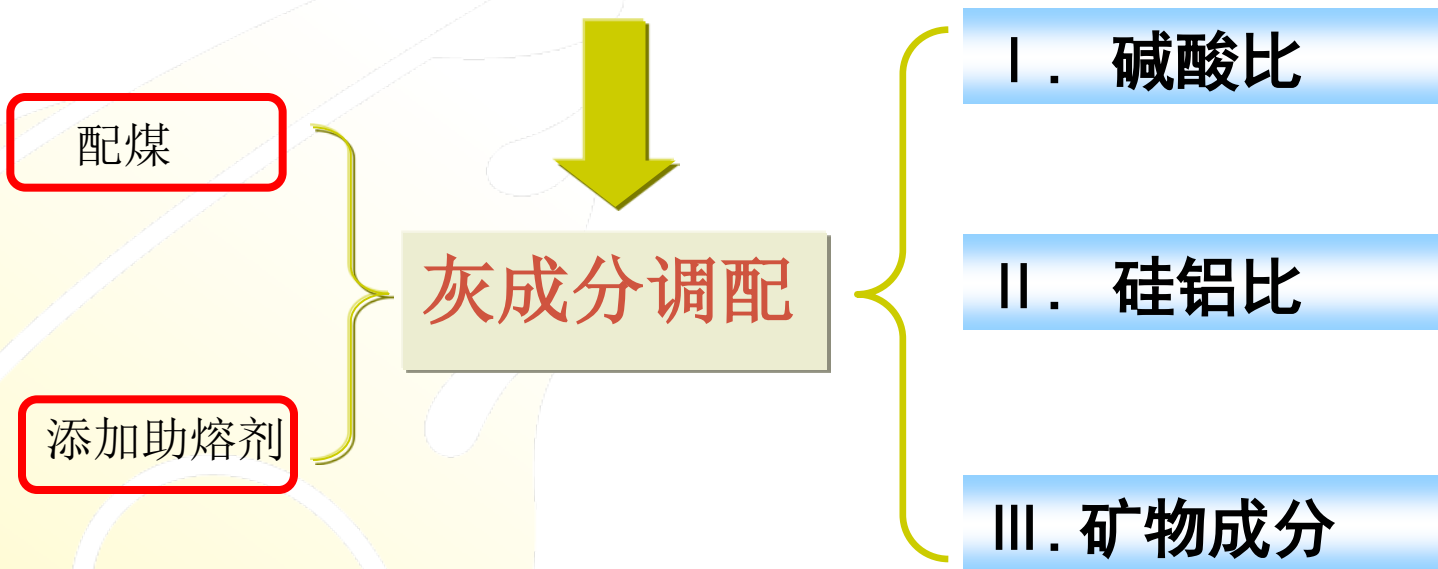 配煤
添加助熔剂
灰成分调配
Ⅰ. 碱酸比
Ⅱ. 硅铝比
Ⅲ. 矿物成分